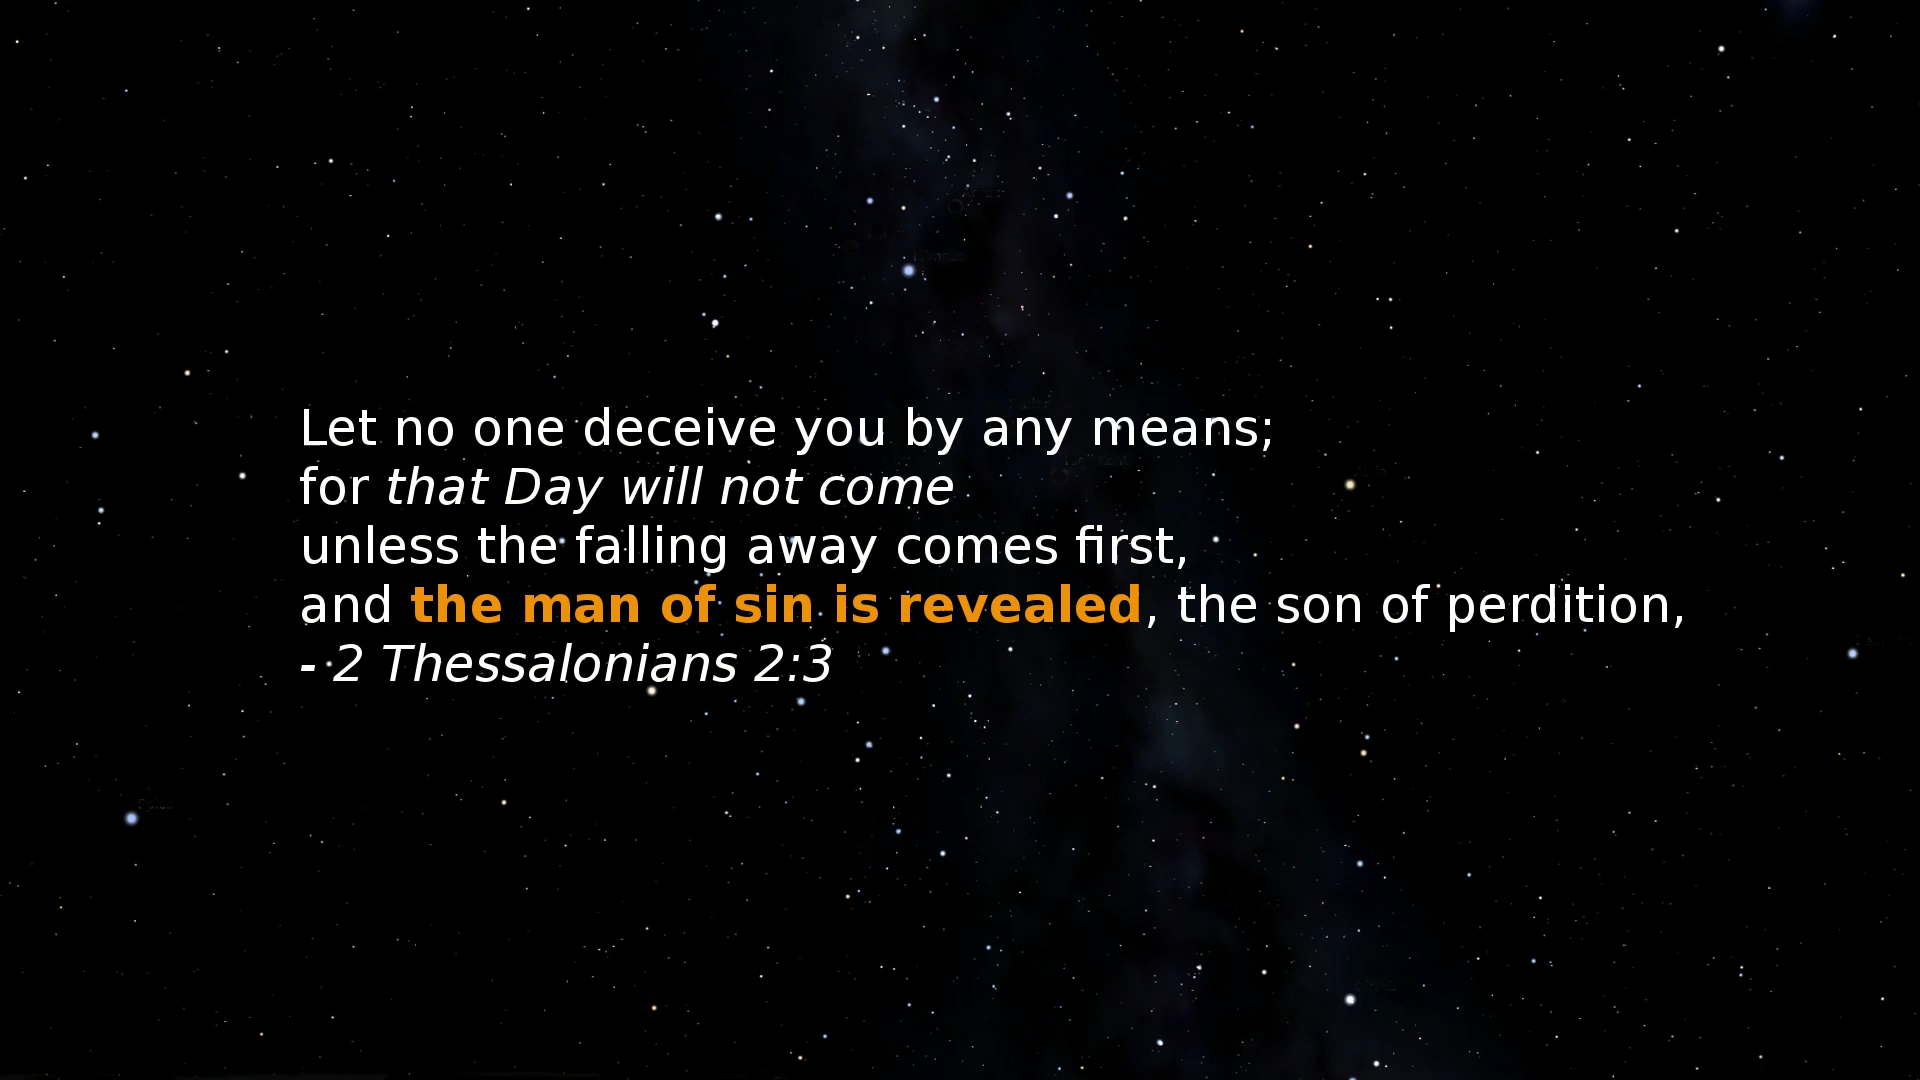 Let no one deceive you by any means;
for that Day will not come
unless the falling away comes first,
and the man of sin is revealed, the son of perdition,
- 2 Thessalonians 2:3